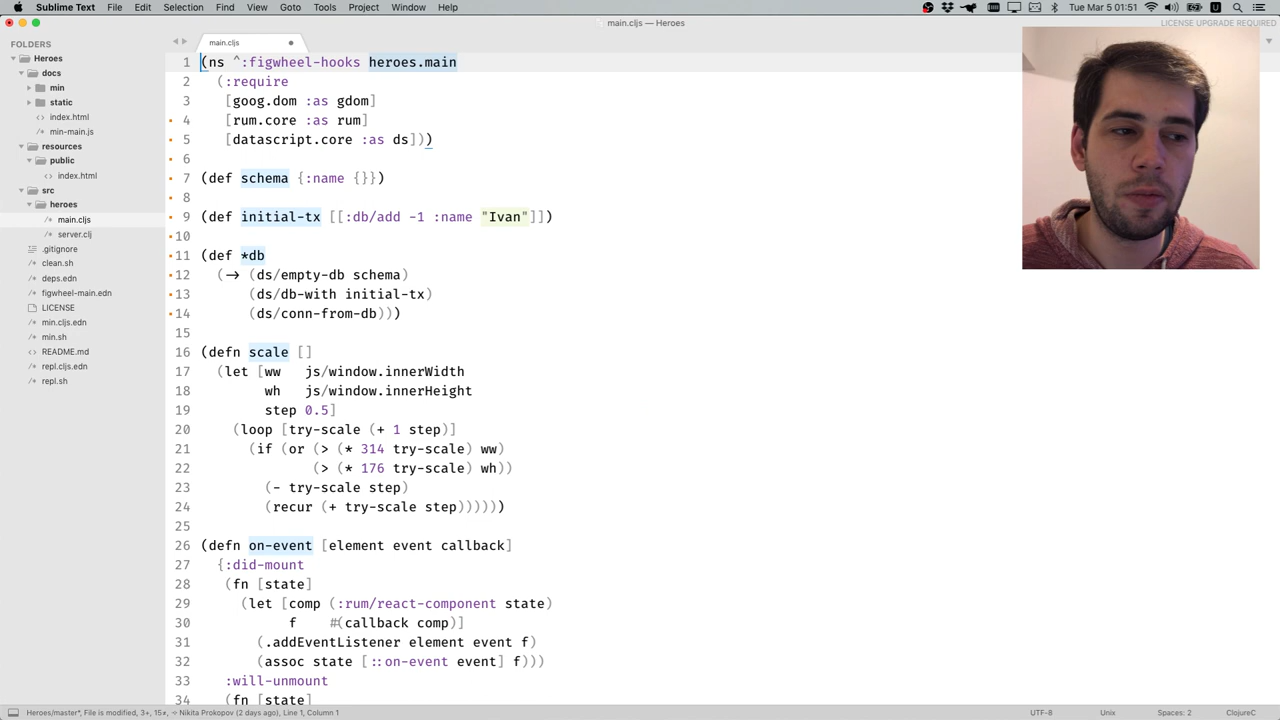 Sublime Text File Edit Selection Find View Goto Tools Project Window Help
Tue Mar 5 01:51
main.cljs — Heroes
LICENSE UPGRADE REQUIRED
FOLDERS
Heroes
docs
min
static
index.html
min-main.js
resources
public
index.html
src
heroes
main.cljs
server.clj
.gitignore
clean.sh
deps.edn
figwheel-main.edn
LICENSE
min.cljs.edn
min.sh
README.md
repl.cljs.edn
repl.sh
main.cljs
1 (ns ^:figwheel-hooks heroes.main
2 (:require
3 [goog.dom :as gdom]
4 [rum.core :as rum]
5 [datascript.core :as ds]))
6
7 (def schema {:name {}})
8
9 (def initial-tx [[:db/add -1 :name "Ivan"]])
10
11 (def *db
12 (-> (ds/empty-db schema)
13 (ds/db-with initial-tx)
14 (ds/conn-from-db)))
15
16 (defn scale []
17 (let [ww js/window.innerWidth
18 wh js/window.innerHeight
19 step 0.5]
20 (loop [try-scale (+ 1 step)]
21 (if (or (> (* 314 try-scale) ww)
22 (> (* 176 try-scale) wh))
23 (- try-scale step)
24 (recur (+ try-scale step))))))
25
26 (defn on-event [element event callback]
27 {:did-mount
28 (fn [state]
29 (let [comp (:rum/react-component state)
30 f #(callback comp)]
31 (.addEventListener element event f)
32 (assoc state [::on-event event] f)))
33 :will-unmount
34 (fn [state]
Heroes/master*, File is modified, 3+, 15≠, ÷ Nikita Prokopov (2 days ago), Line 1, Column 1
UTF-8 Unix Spaces: 2 ClojureC